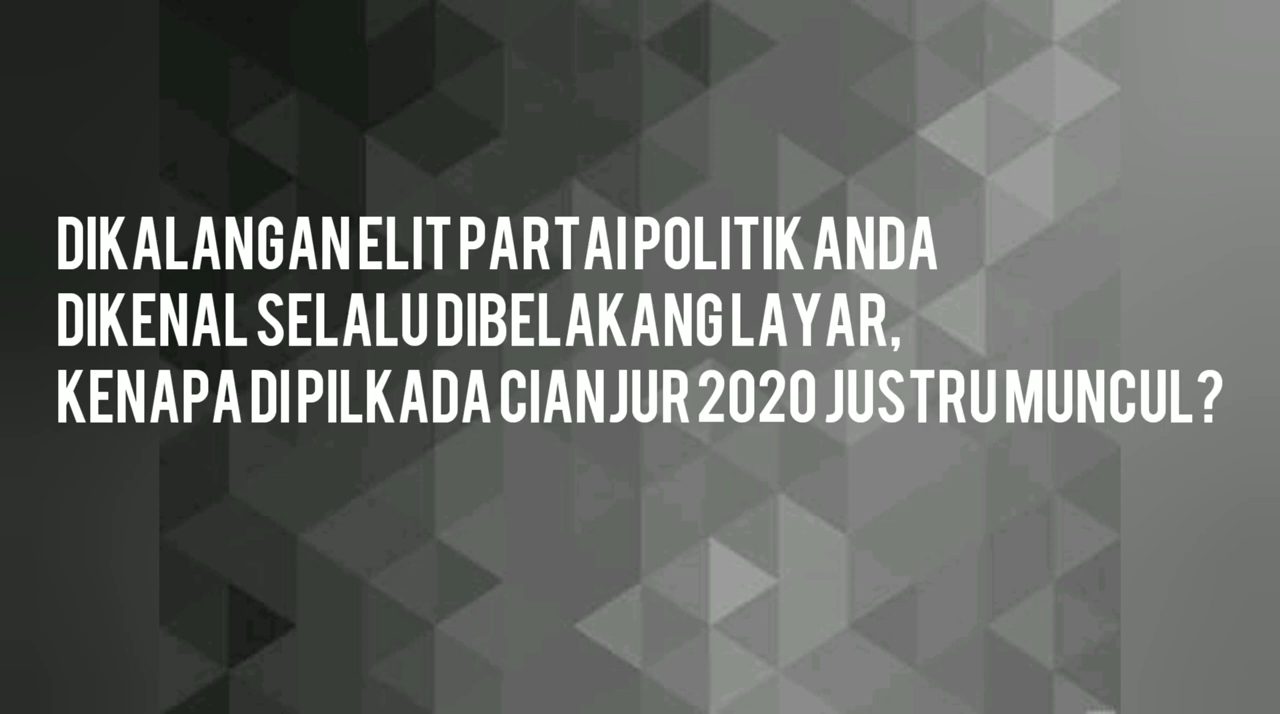 DIKALANGAN ELIT PARTAI POLITIK ANDA
DIKENAL SELALU DIBELAKANG LAYAR,
KENAPA DI PILKADA CIANJUR 2020 JUSTRU MUNCUL?